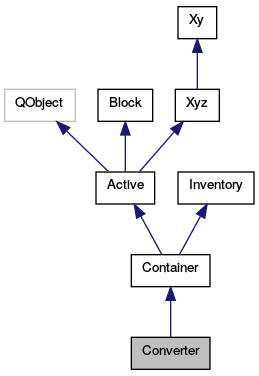 Xy
QObject
Block
Xyz
Active
Inventory
Container
Converter